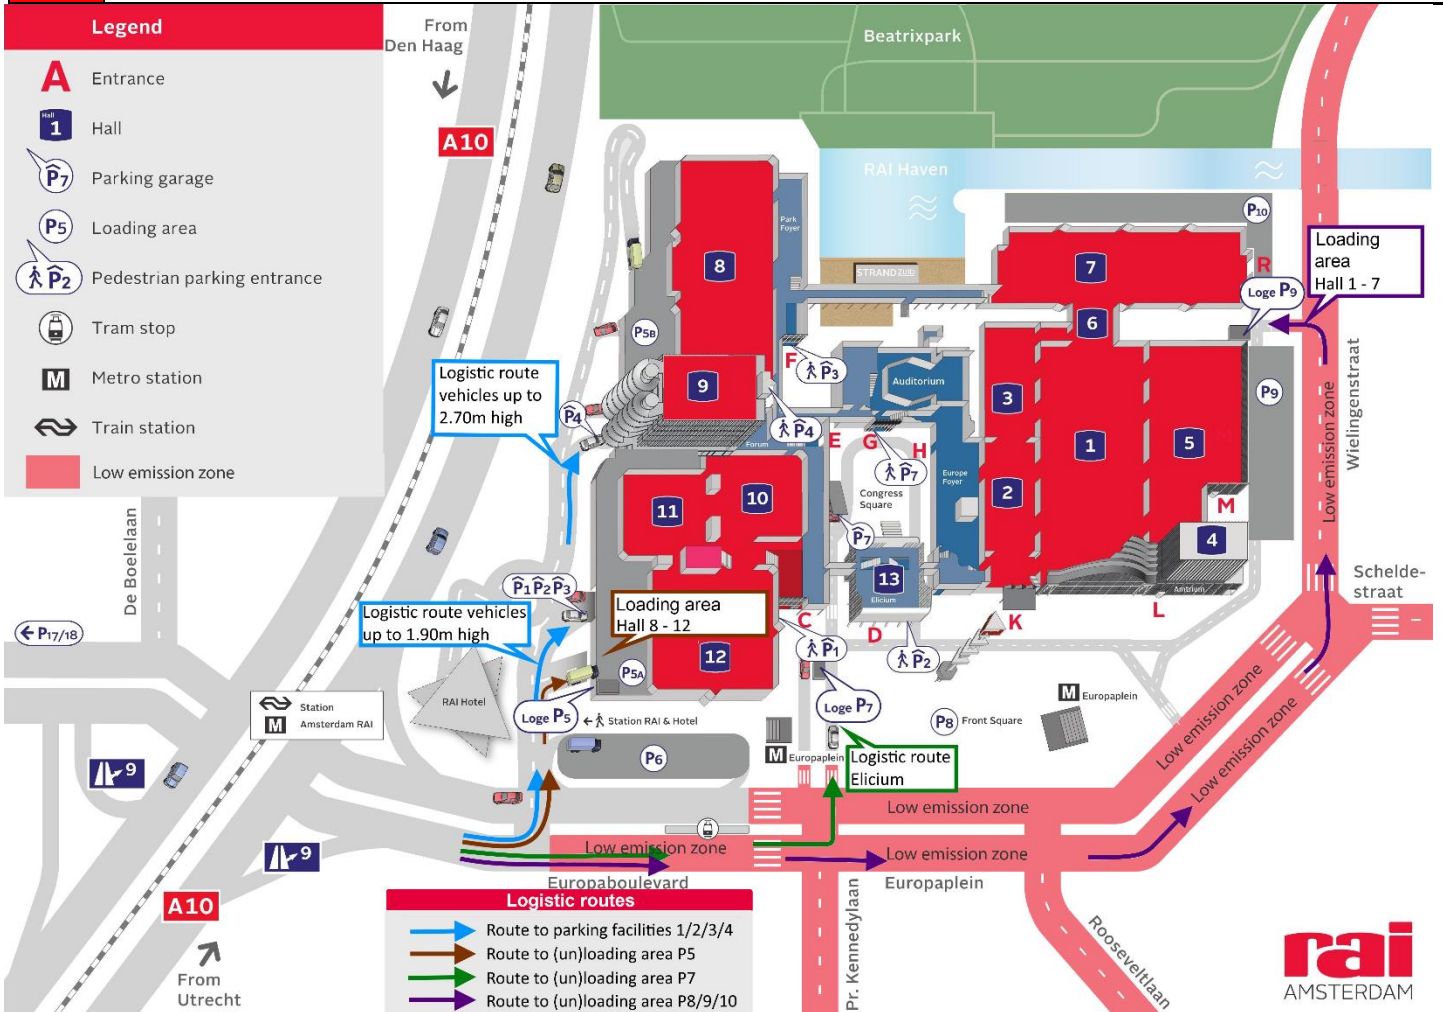 Legend
A Entrance
Hall
1
Hall
P7 Parking garage
P5 Loading area
P2 Pedestrian parking entrance
Tram stop
M Metro station
Train station
Low emission zone
From
Den Haag
A10
Beatrixpark
RAI Haven
STRAND ZUID
Park
Foyer
P10
7
R
Loge P9
Loading
area
Hall 1 - 7
8
P5B
6
F
P3
Auditorium
Logistic route
vehicles up to
2.70m high
9
P4
P4
Forum
E
G
H
P7
3
1
5
P9
M
Low emission zone
Wielingenstraat
Europe
Foyer
Congress
Square
2
M
4
11
10
P7
13
Elicium
Amtrium
L
K
Schelde-
straat
De Boelelaan
P17/18
P1 P2 P3
Logistic route vehicles
up to 1.90m high
Loading area
Hall 8 - 12
C
D
P1
P2
12
P5A
RAI Hotel
Loge P5
Loge P7
Station
M Amsterdam RAI
Station RAI & Hotel
M Europaplein
P8 Front Square
M Europaplein
Logistic route
Elicium
P6
9
9
Low emission zone
Low emission zone
Low emission zone
Low emission zone
Low emission zone
Europaboulevard
Europaplein
Pr. Kennedylaan
Rooseveltlaan
A10
From
Utrecht
Logistic routes
Route to parking facilities 1/2/3/4
Route to (un)loading area P5
Route to (un)loading area P7
Route to (un)loading area P8/9/10
rai
AMSTERDAM